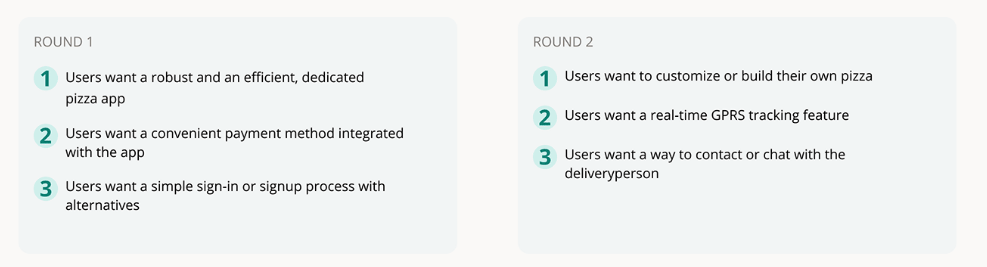 ROUND 1
1 Users want a robust and an efficient, dedicated
pizza app
2 Users want a convenient payment method integrated
with the app
3 Users want a simple sign-in or signup process with
alternatives
ROUND 2
1 Users want to customize or build their own pizza
2 Users want a real-time GPRS tracking feature
3 Users want a way to contact or chat with the
deliveryperson